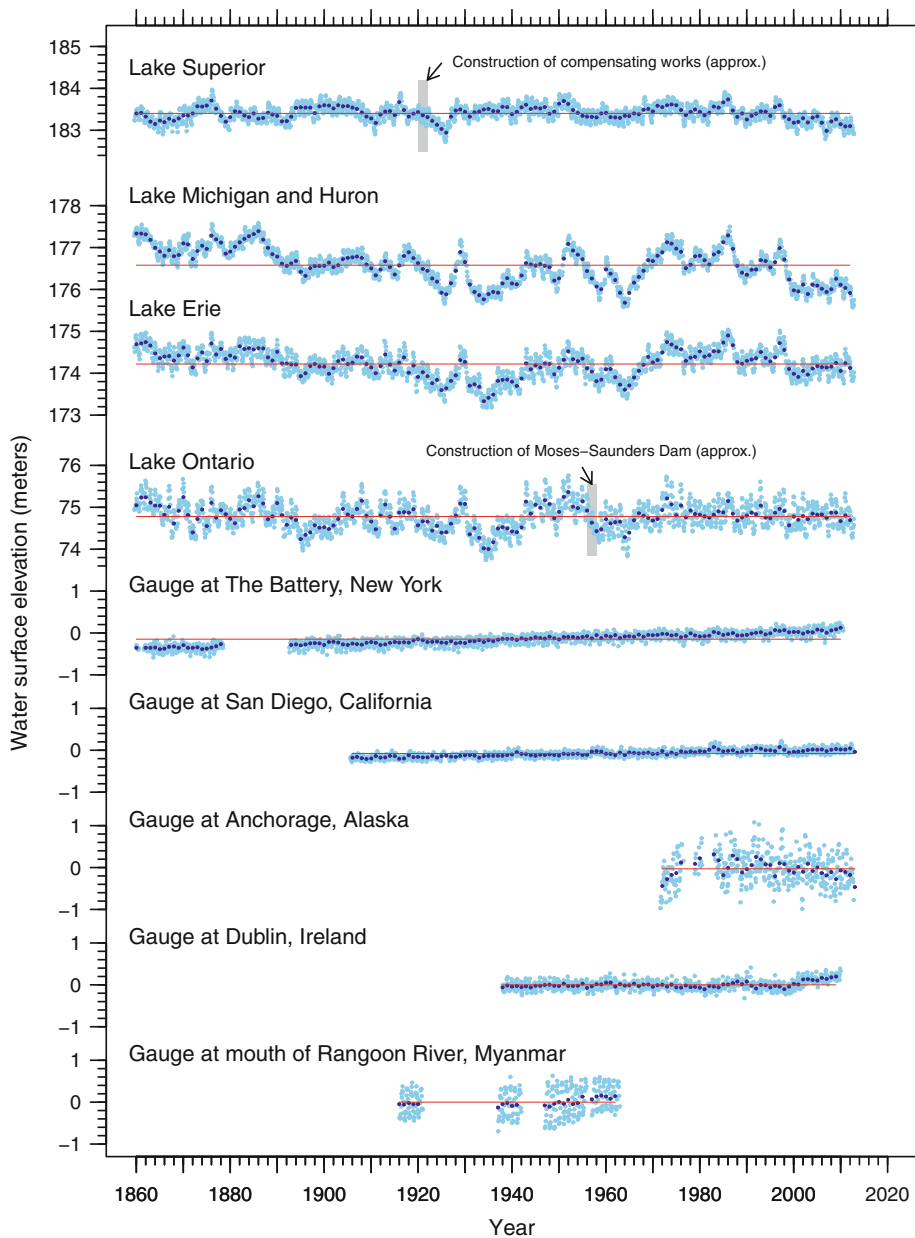 185
Lake Superior
Construction of compensating works (approx.)
184
183
Lake Michigan and Huron
178
177
176
Lake Erie
175
174
173
Lake Ontario
Construction of Moses−Saunders Dam (approx.)
76
75
74
Gauge at The Battery, New York
1
0
−1
Gauge at San Diego, California
1
0
−1
Gauge at Anchorage, Alaska
1
0
−1
Gauge at Dublin, Ireland
1
0
−1
Gauge at mouth of Rangoon River, Myanmar
1
0
−1
Water surface elevation (meters)
1860 1880 1900 1920 1940 1960 1980 2000 2020
Year